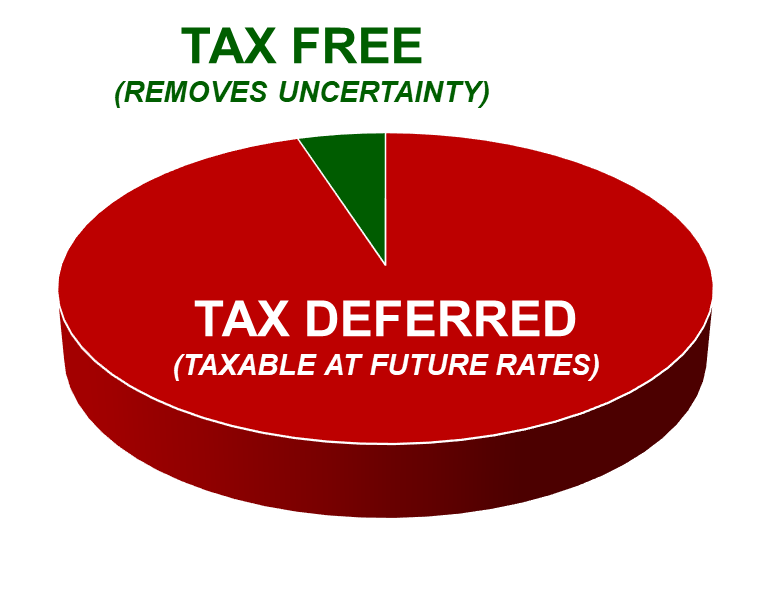 TAX FREE
(REMOVES UNCERTAINTY)
TAX DEFERRED
(TAXABLE AT FUTURE RATES)